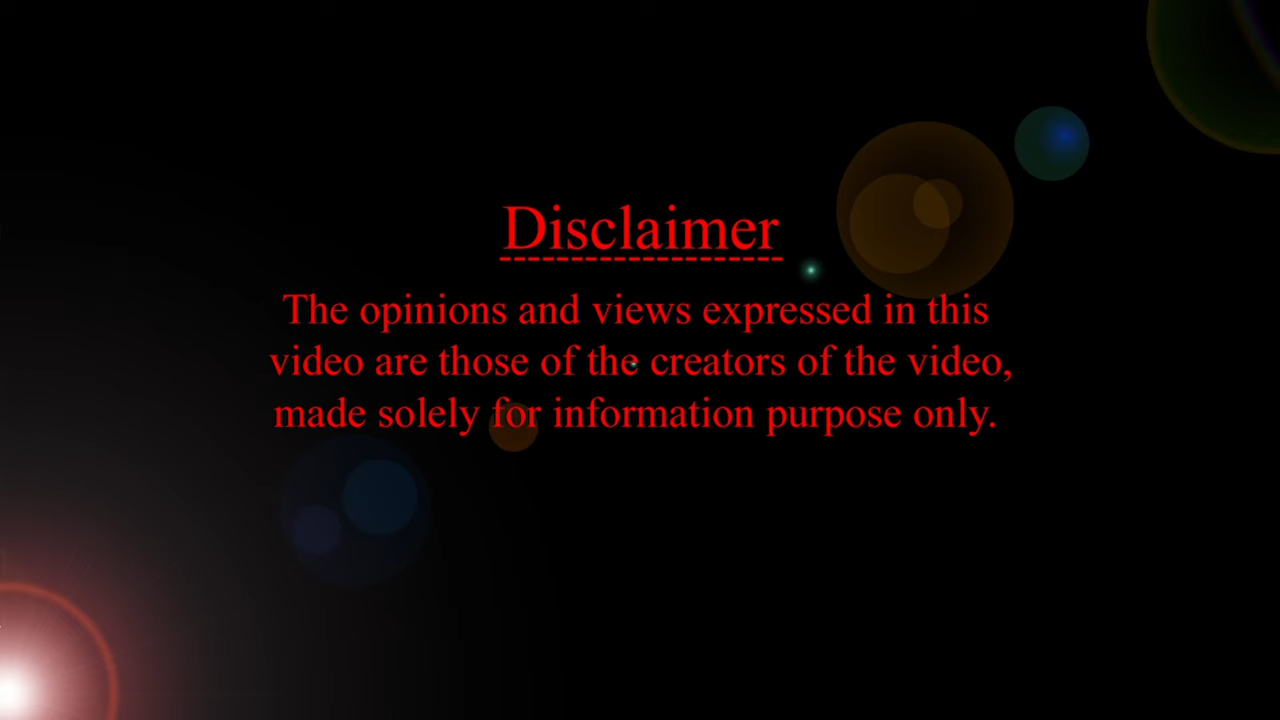 Disclaimer
The opinions and views expressed in this
video are those of the creators of the video,
made solely for information purpose only.